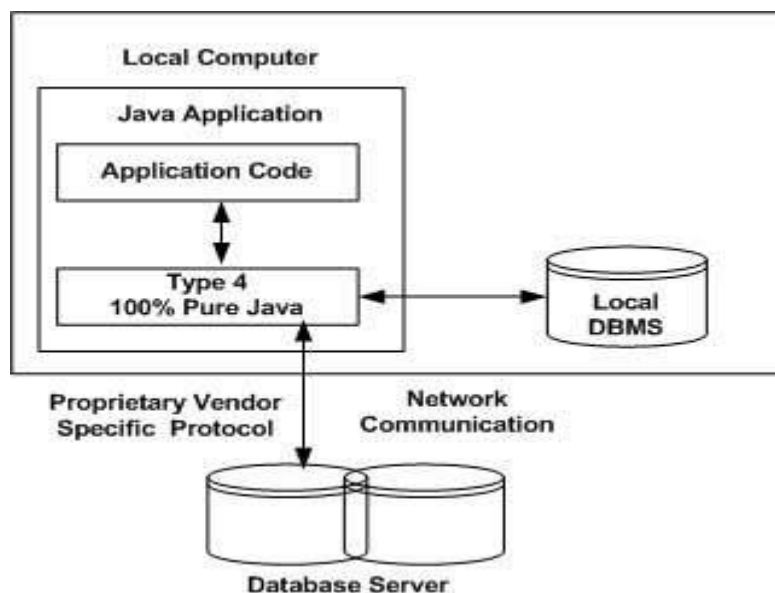 Local Computer
Java Application
Application Code
Type 4
100% Pure Java
Local
DBMS
Proprietary Vendor
Specific Protocol
Network
Communication
Database Server